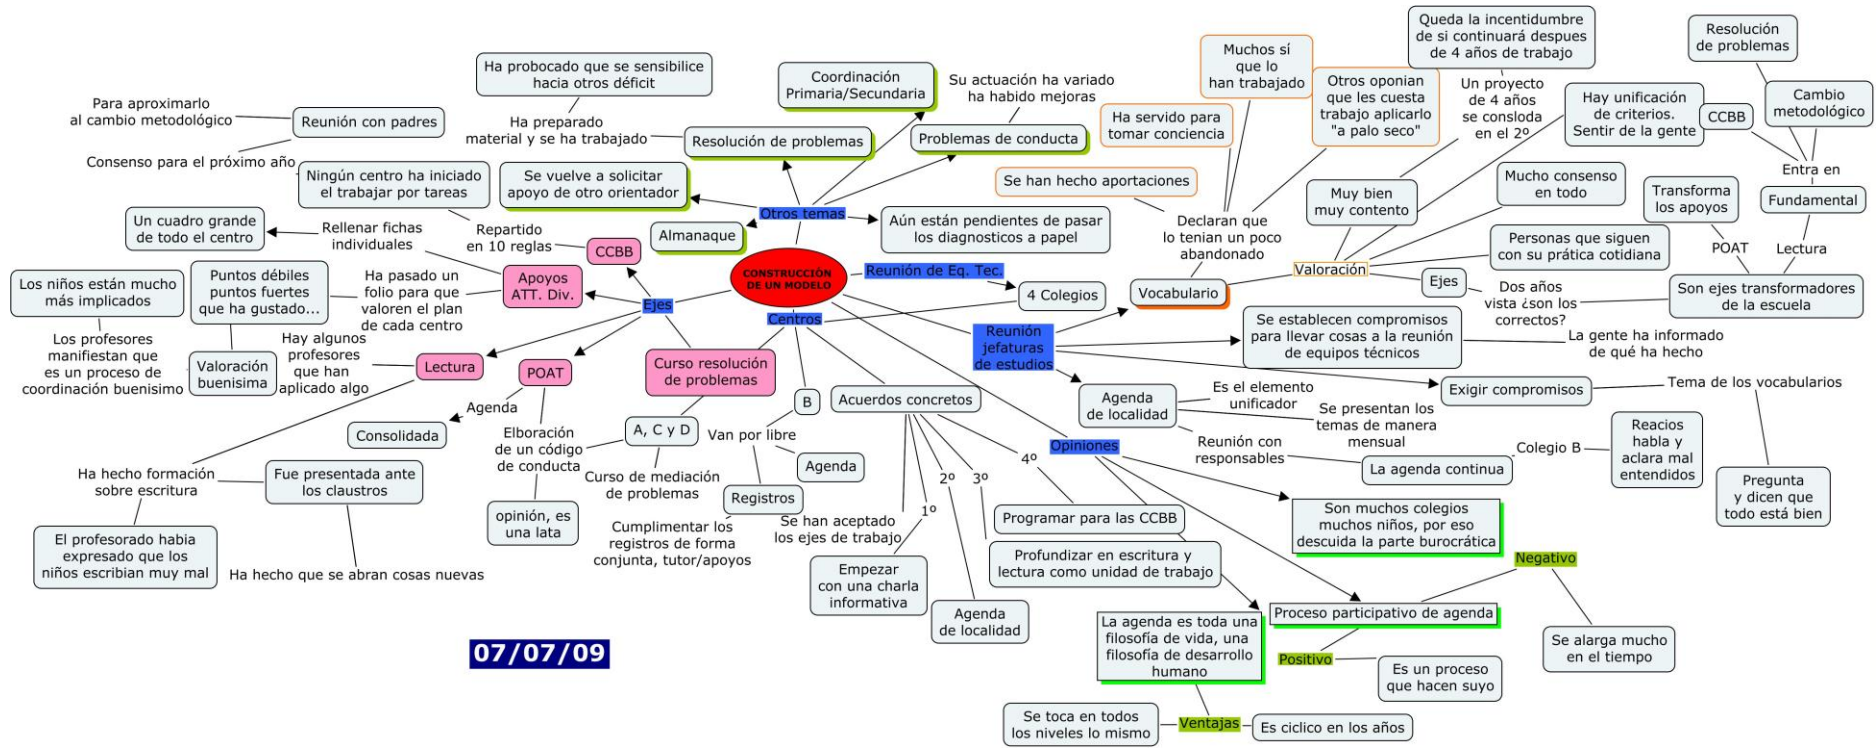 Queda la incentidumbre
de si continuará despues
de 4 años de trabajo
Resolución
de problemas
Muchos sí
que lo
han trabajado
Ha probocado que se sensibilice
hacia otros déficit
Coordinación
Primaria/Secundaria
Su actuación ha variado
ha habido mejoras
Otros oponian
que les cuesta
trabajo aplicarlo
"a palo seco"
Un proyecto
de 4 años
se consloda
en el 2º
Hay unificación
de criterios.
Sentir de la gente
CCBB
Cambio
metodológico
Para aproximarlo
al cambio metodológico
Reunión con padres
Ha preparado
material y se ha trabajado
Resolución de problemas
Problemas de conducta
Ha servido para
tomar conciencia
Consenso para el próximo año
Ningún centro ha iniciado
el trabajar por tareas
Se vuelve a solicitar
apoyo de otro orientador
Se han hecho aportaciones
Muy bien
muy contento
Mucho consenso
en todo
Entra en
Transforma
los apoyos
Fundamental
Un cuadro grande
de todo el centro
Rellenar fichas
individuales
Repartido
en 10 reglas
CCBB
Otros temas
Almanaque
Aún están pendientes de pasar
los diagnosticos a papel
Declaran que
lo tenian un poco
abandonado
Personas que siguen
con su prática cotidiana
POAT
Lectura
Los niños están mucho
más implicados
Puntos débiles
puntos fuertes
que ha gustado...
Ha pasado un
folio para que
valoren el plan
de cada centro
Apoyos
ATT. Div.
Ejes
CONSTRUCCIÓN
DE UN MODELO
Reunión de Eq. Tec.
4 Colegios
Centros
Vocabulario
Valoración
Ejes
Dos años
vista ¿son los
correctos?
Son ejes transformadores
de la escuela
Los profesores
manifiestan que
es un proceso de
coordinación buenisimo
Valoración
buenisima
Hay algunos
profesores
que han
aplicado algo
Lectura
POAT
Curso resolución
de problemas
Reunión
jefaturas
de estudios
Se establecen compromisos
para llevar cosas a la reunión
de equipos técnicos
La gente ha informado
de qué ha hecho
Exigir compromisos
Tema de los vocabularios
Agenda
Consolidada
Elboración
de un código
de conducta
A, C y D
B
Acuerdos concretos
Van por libre
Agenda
Agenda
de localidad
Es el elemento
unificador
Se presentan los
temas de manera
mensual
Reunión con
responsables
La agenda continua
Colegio B
Reacios
habla y
aclara mal
entendidos
Opiniones
Ha hecho formación
sobre escritura
Fue presentada ante
los claustros
opinión, es
una lata
Curso de mediación
de problemas
Registros
Cumplimentar los
registros de forma
conjunta, tutor/apoyos
Se han aceptado
los ejes de trabajo
1º
2º
3º
4º
Programar para las CCBB
Profundizar en escritura y
lectura como unidad de trabajo
Son muchos colegios
muchos niños, por eso
descuida la parte burocrática
Pregunta
y dicen que
todo está bien
El profesorado habia
expresado que los
niños escribian muy mal
Ha hecho que se abran cosas nuevas
Empezar
con una charla
informativa
Agenda
de localidad
La agenda es toda una
filosofía de vida, una
filosofía de desarrollo
humano
Proceso participativo de agenda
Negativo
Se alarga mucho
en el tiempo
Positivo
Es un proceso
que hacen suyo
07/07/09
Se toca en todos
los niveles lo mismo
Ventajas
Es ciclico en los años